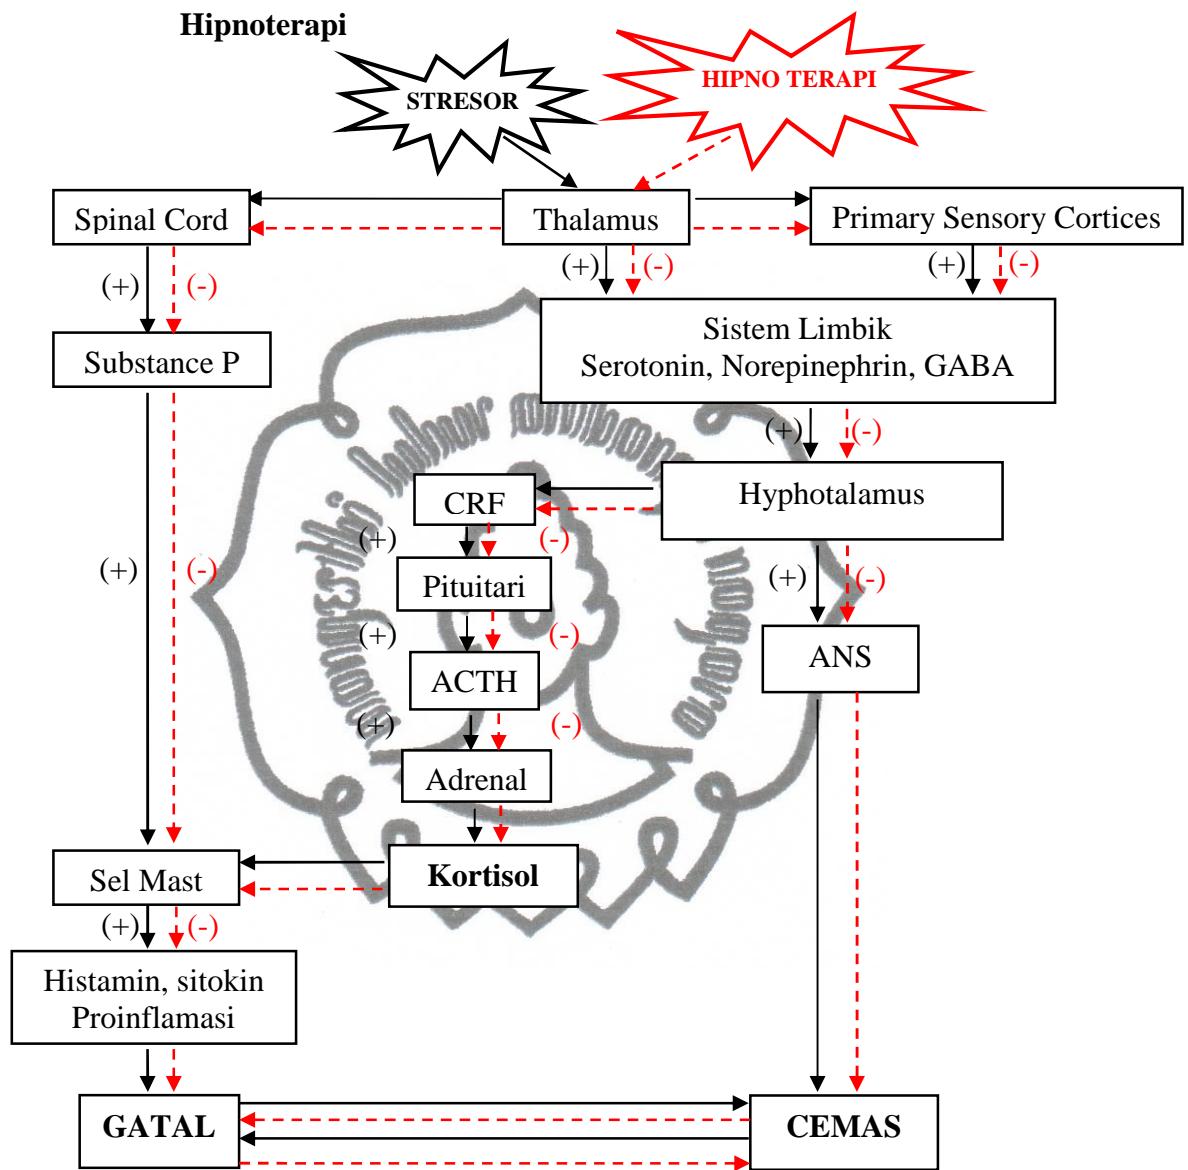 Hipnoterapi
STRESOR
HIPNO TERAPI
Spinal Cord
Thalamus
Primary Sensory Cortices
(+)
(-)
(+)
(-)
(+)
(-)
Substance P
Sistem Limbik
Serotonin, Norepinephrin, GABA
(+)
(-)
CRF
Hyphotalamus
(+)
(-)
(+)
(-)
Pituitari
(+)
(-)
(+)
(-)
ACTH
ANS
(+)
(-)
Adrenal
Sel Mast
Kortisol
(+)
(-)
Histamin, sitokin
Proinflamasi
GATAL
CEMAS